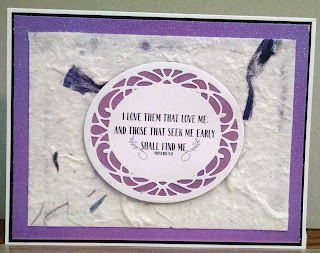 I LOVE THEM THAT LOVE ME;
AND THOSE THAT SEEK ME EARLY
SHALL FIND ME